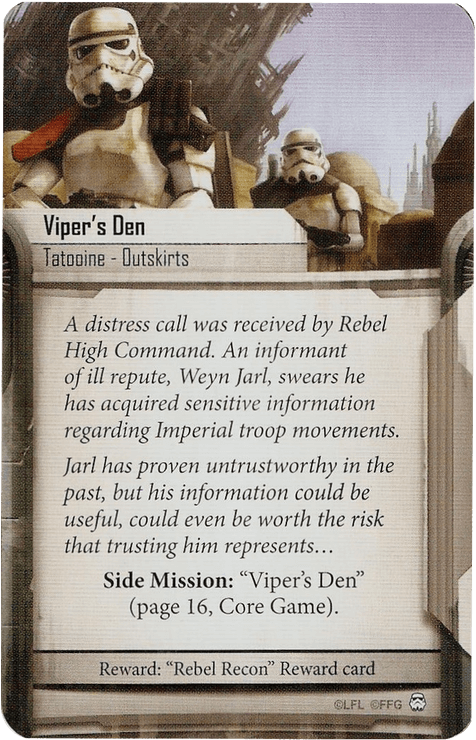 Viper's Den
Tatooine - Outskirts
A distress call was received by Rebel
High Command. An informant
of ill repute, Weyn Jarl, swears he
has acquired sensitive information
regarding Imperial troop movements.
Jarl has proven untrustworthy in the
past, but his information could be
useful, could even be worth the risk
that trusting him represents…
Side Mission: “Viper's Den”
(page 16, Core Game).
Reward: “Rebel Recon” Reward card
©LFL ©FFG